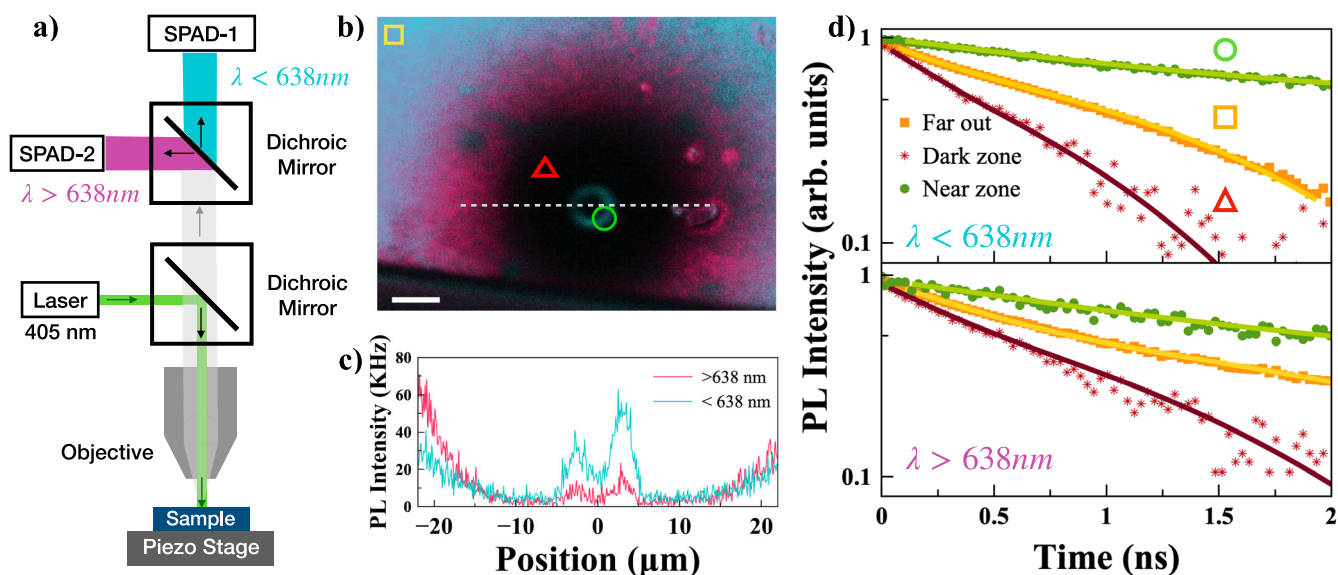 a)
SPAD-1
λ < 638nm
SPAD-2
Dichroic
Mirror
λ > 638nm
Laser
405 nm
Dichroic
Mirror
Objective
Sample
Piezo Stage
b)
c)
PL Intensity (KHz)
80
60
40
20
0
>638 nm
< 638 nm
−20
−10
0
10
20
Position (μm)
d)
PL Intensity (arb. units)
1
0.1
Far out
Dark zone
Near zone
λ < 638nm
1
0.1
λ > 638nm
0
0.5
1
1.5
2
Time (ns)